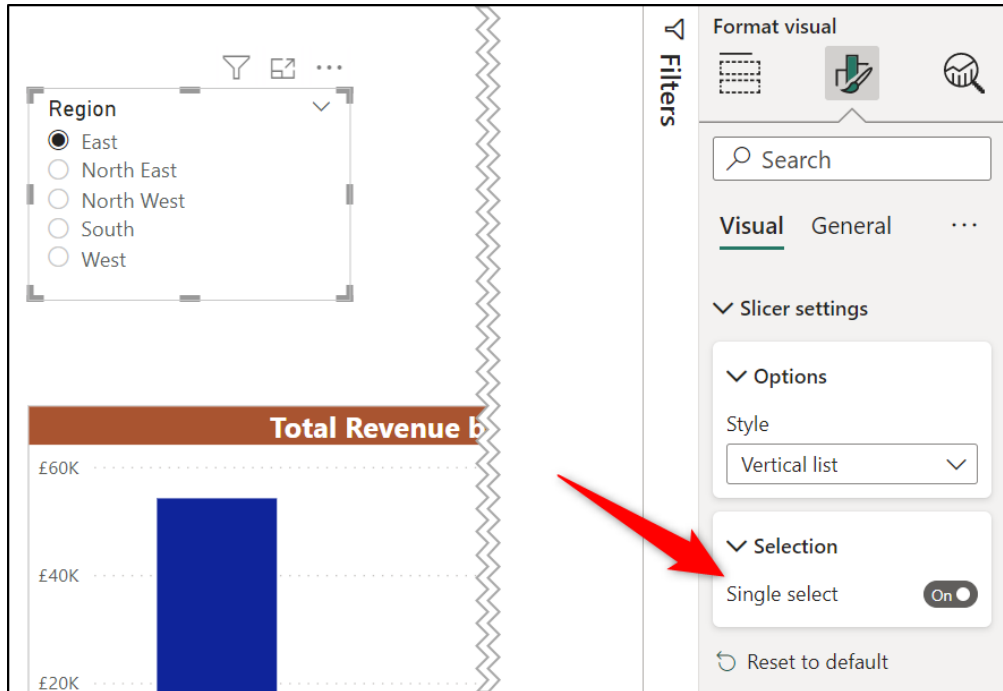 Region
East
North East
North West
South
West
Total Revenue b
£60K
£40K
£20K
Filters
Format visual
Search
Visual General
Slicer settings
Options
Style
Vertical list
Selection
Single select On
Reset to default